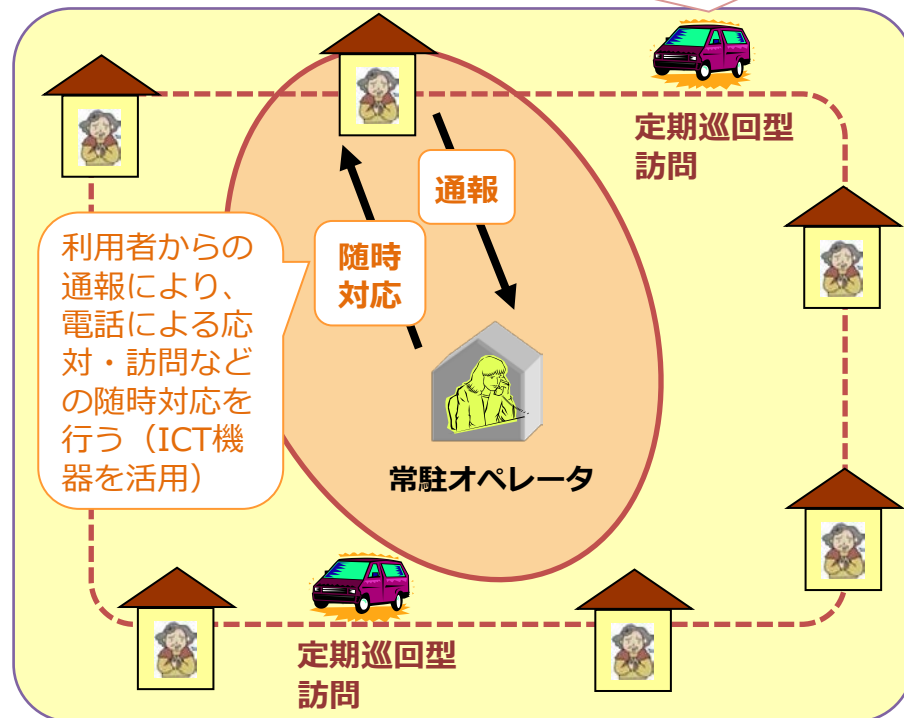 定期巡回型
訪問
通報
随時
対応
利用者からの
通報により、
電話による応
対・訪問など
の随時対応を
行う（ICT機
器を活用）
常駐オペレータ
定期巡回型
訪問